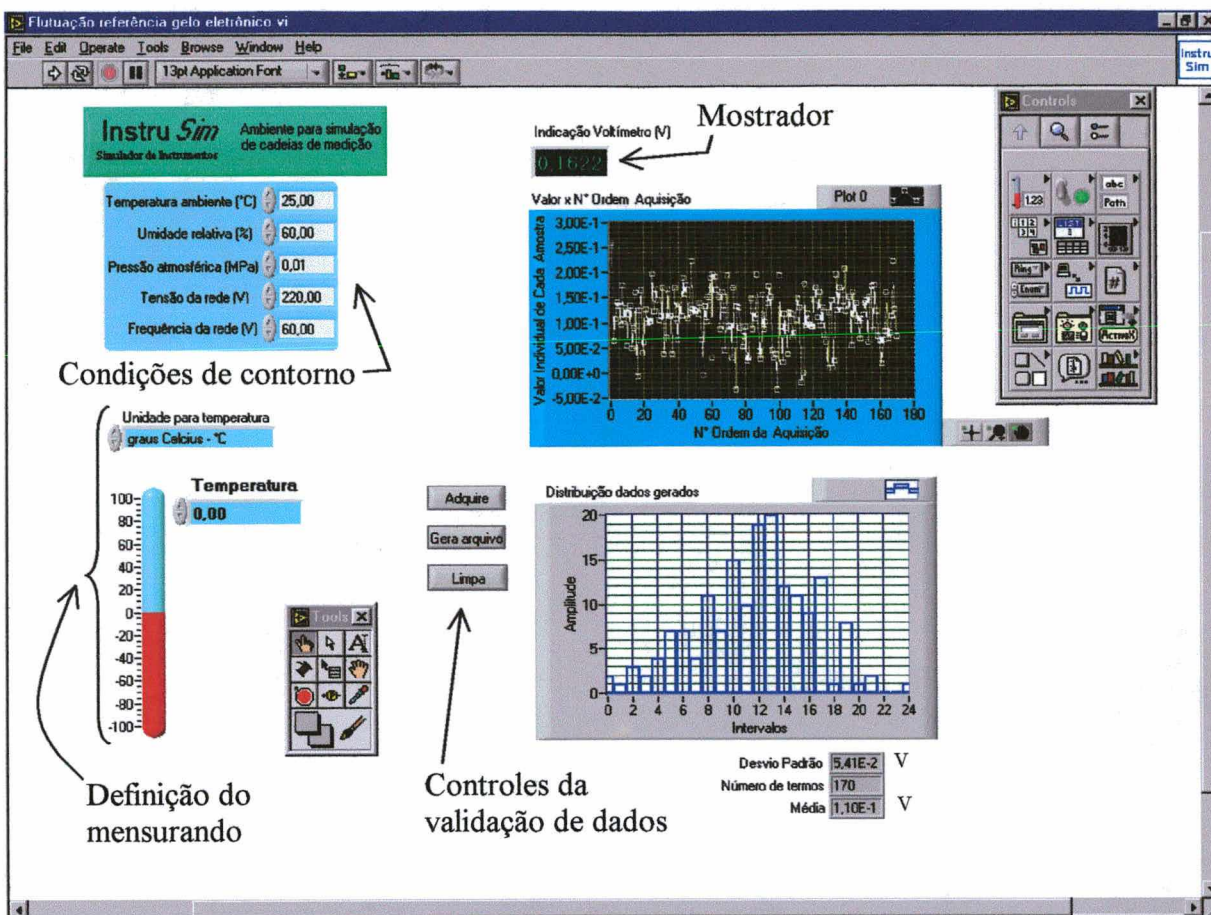 Flutuação referência gelo eletrônico.vi
File Edit Operate Tools Browse Window Help
13pt Application Font
Instru Sim
Instru Sim
Simulador de Instrumentos
Ambiente para simulação
de cadeias de medição
Temperatura ambiente (°C) 25,00
Umidade relativa (%) 60,00
Pressão atmosférica (MPa) 0,01
Tensão da rede (V) 220,00
Frequência da rede (V) 60,00
Condições de contorno
Indicação Voltímetro (V)
0,1622
Mostrador
Valor x N° Ordem Aquisição
Plot 0
Valor Individual de Cada Amostra
3,00E-1
2,50E-1
2,00E-1
1,50E-1
1,00E-1
5,00E-2
0,00E+0
-5,00E-2
0 20 40 60 80 100 120 140 160 180
N° Ordem da Aquisição
Controls
1.23
abc
Path
Ring
Enum
ActiveX
Unidade para temperatura
graus Celcius - °C
Temperatura
0,00
100
80
60
40
20
0
-20
-40
-60
-80
-100
Definição do
mensurando
Tools
Adquire
Gera arquivo
Limpa
Controles da
validação de dados
Distribuição dados gerados
Amplitude
20
15
10
5
0
0 2 4 6 8 10 12 14 16 18 20 22 24
Intervalos
Desvio Padrão 5,41E-2 V
Número de termos 170
Média 1,10E-1 V